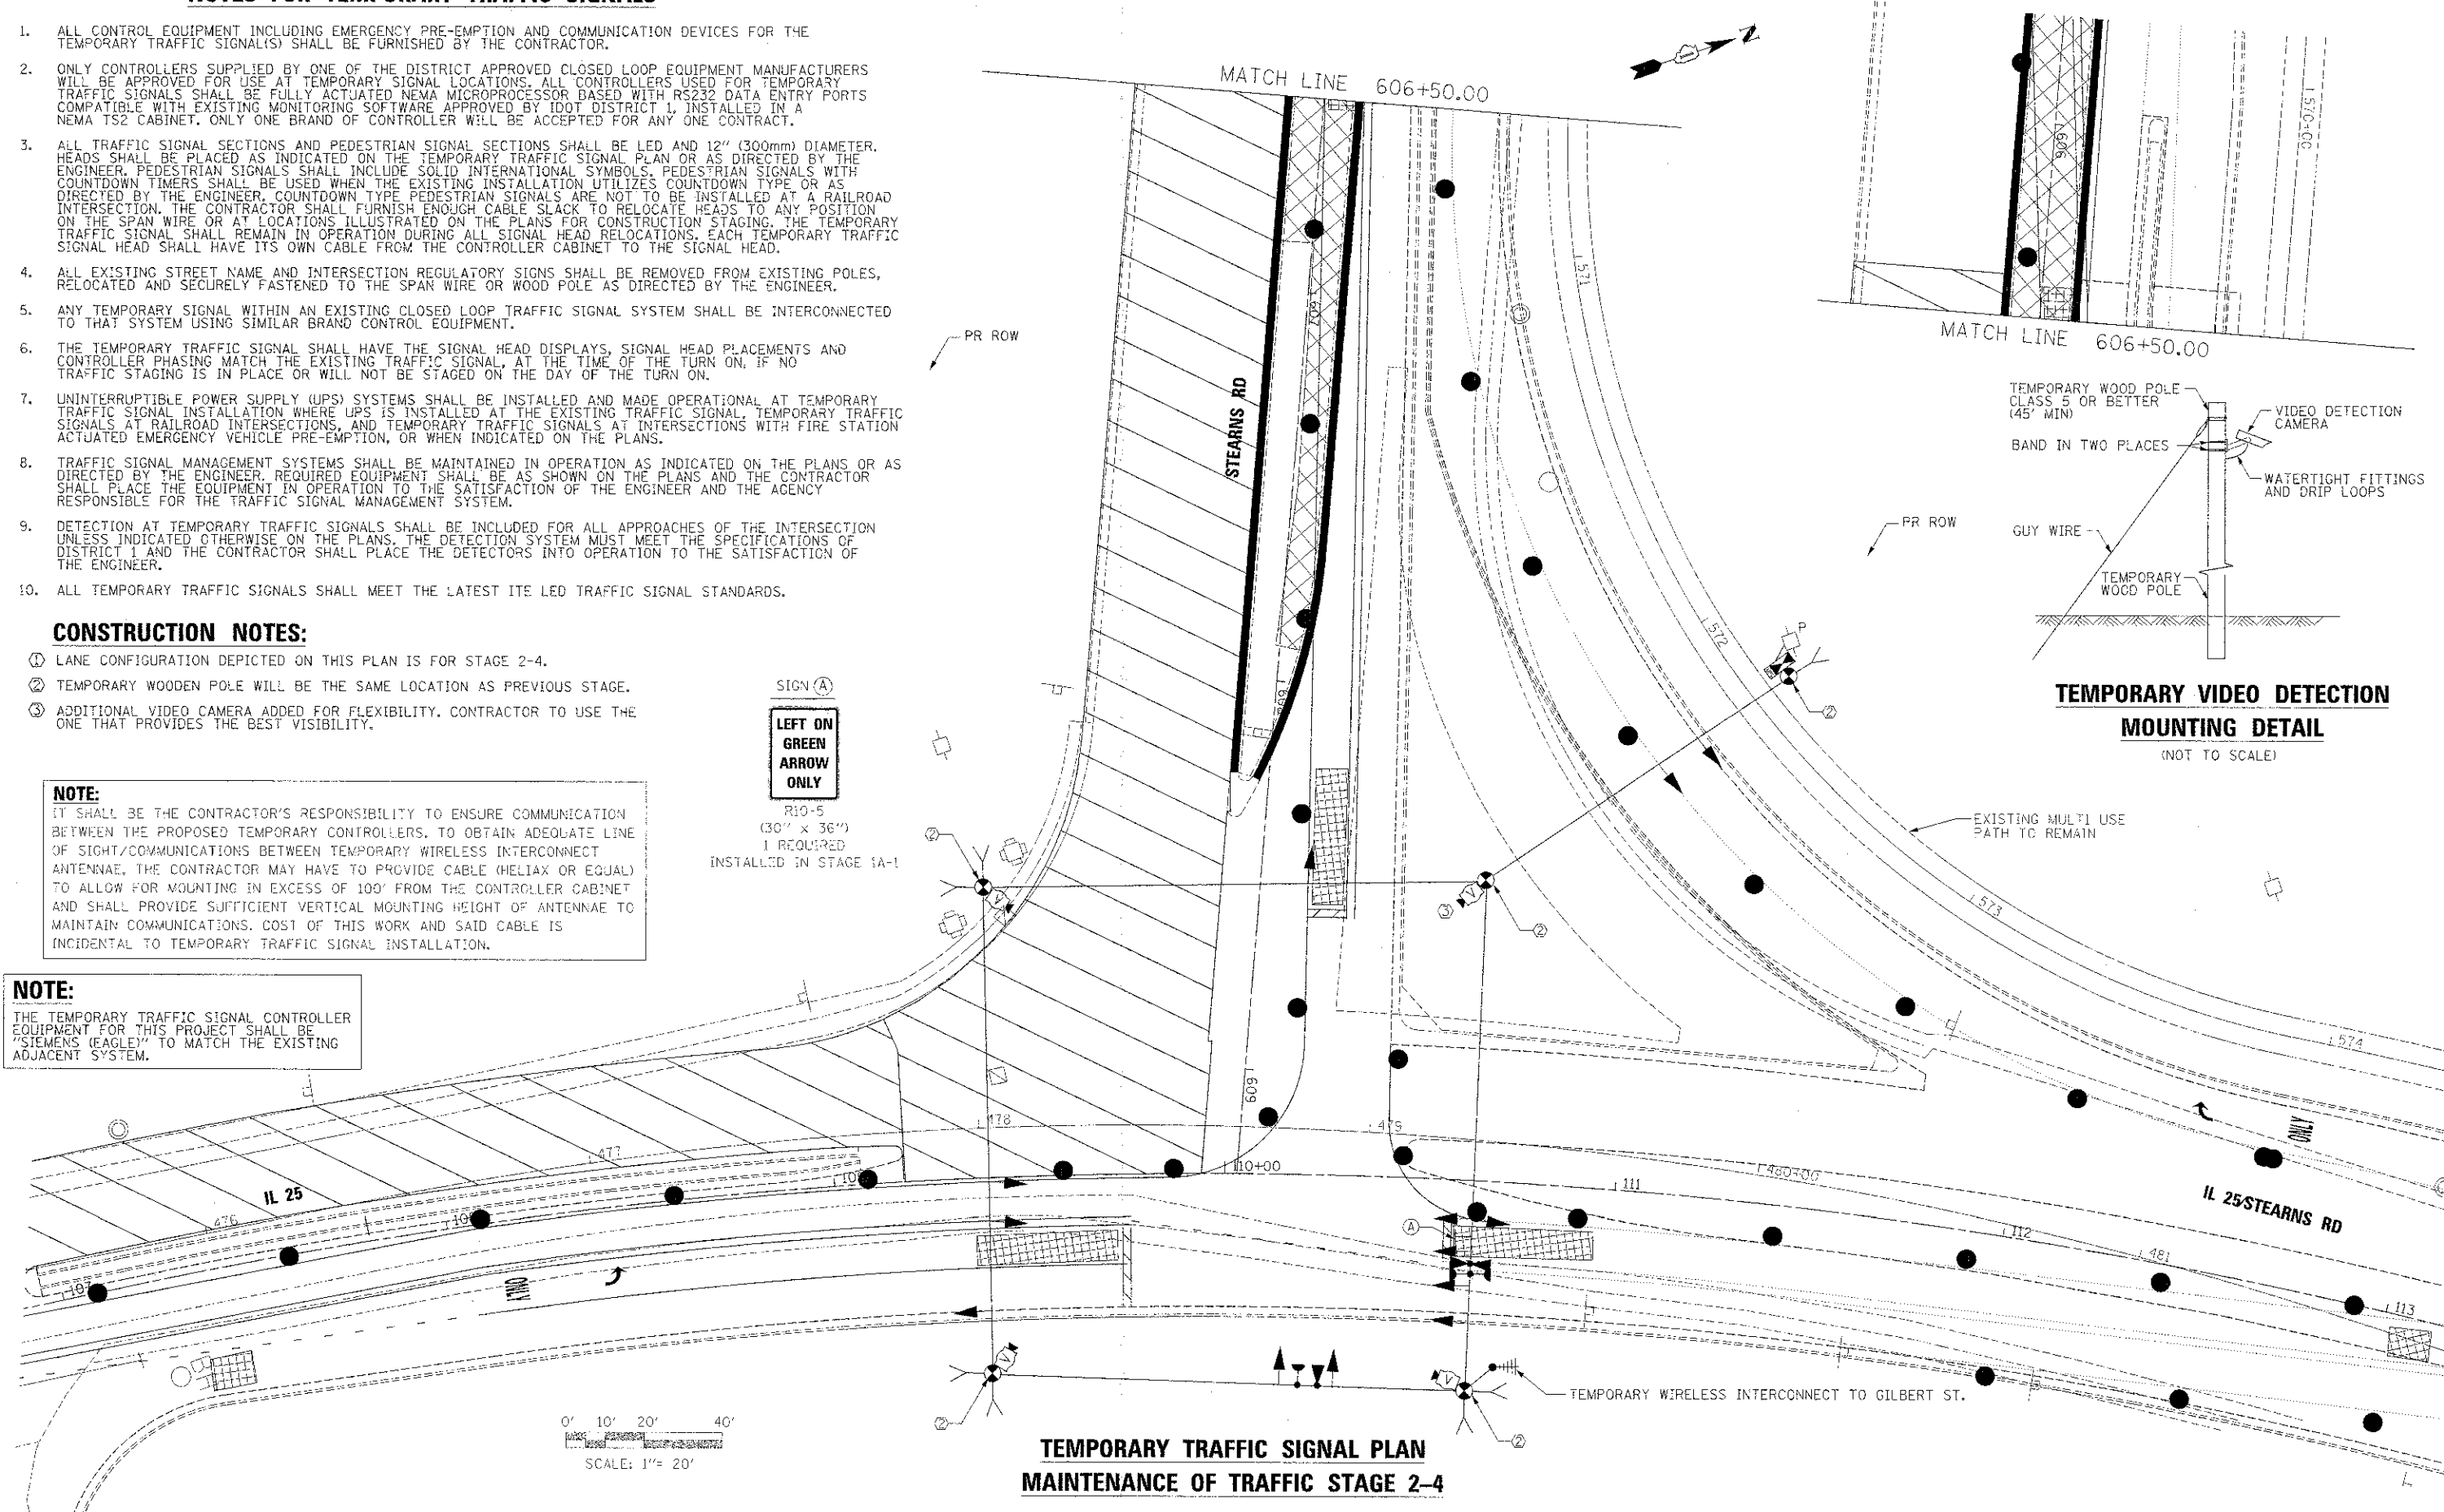 NOTES FOR TEMPORARY TRAFFIC SIGNALS
1. ALL CONTROL EQUIPMENT INCLUDING EMERGENCY PRE-EMPTION AND COMMUNICATION DEVICES FOR THE
TEMPORARY TRAFFIC SIGNAL(S) SHALL BE FURNISHED BY THE CONTRACTOR.
2. ONLY CONTROLLERS SUPPLIED BY ONE OF THE DISTRICT APPROVED CLOSED LOOP EQUIPMENT MANUFACTURERS
WILL BE APPROVED FOR USE AT TEMPORARY SIGNAL LOCATIONS. ALL CONTROLLERS USED FOR TEMPORARY
TRAFFIC SIGNALS SHALL BE FULLY ACTUATED NEMA MICROPROCESSOR BASED WITH RS232 DATA ENTRY PORTS
COMPATIBLE WITH EXISTING MONITORING SOFTWARE APPROVED BY IDOT DISTRICT 1, INSTALLED IN A
NEMA TS2 CABINET. ONLY ONE BRAND OF CONTROLLER WILL BE ACCEPTED FOR ANY ONE CONTRACT.
3. ALL TRAFFIC SIGNAL SECTIONS AND PEDESTRIAN SIGNAL SECTIONS SHALL BE LED AND 12" (300mm) DIAMETER.
HEADS SHALL BE PLACED AS INDICATED ON THE TEMPORARY TRAFFIC SIGNAL PLAN OR AS DIRECTED BY THE
ENGINEER. PEDESTRIAN SIGNALS SHALL INCLUDE SOLID INTERNATIONAL SYMBOLS. PEDESTRIAN SIGNALS WITH
COUNTDOWN TIMERS SHALL BE USED WHEN THE EXISTING INSTALLATION UTILIZES COUNTDOWN TYPE OR AS
DIRECTED BY THE ENGINEER. COUNTDOWN TYPE PEDESTRIAN SIGNALS ARE NOT TO BE INSTALLED AT A RAILROAD
INTERSECTION. THE CONTRACTOR SHALL FURNISH ENOUGH CABLE SLACK TO RELOCATE HEADS TO ANY POSITION
ON THE SPAN WIRE OR AT LOCATIONS ILLUSTRATED ON THE PLANS FOR CONSTRUCTION STAGING. THE TEMPORARY
TRAFFIC SIGNAL SHALL REMAIN IN OPERATION DURING ALL SIGNAL HEAD RELOCATIONS. EACH TEMPORARY TRAFFIC
SIGNAL HEAD SHALL HAVE ITS OWN CABLE FROM THE CONTROLLER CABINET TO THE SIGNAL HEAD.
4. ALL EXISTING STREET NAME AND INTERSECTION REGULATORY SIGNS SHALL BE REMOVED FROM EXISTING POLES,
RELOCATED AND SECURELY FASTENED TO THE SPAN WIRE OR WOOD POLE AS DIRECTED BY THE ENGINEER.
5. ANY TEMPORARY SIGNAL WITHIN AN EXISTING CLOSED LOOP TRAFFIC SIGNAL SYSTEM SHALL BE INTERCONNECTED
TO THAT SYSTEM USING SIMILAR BRAND CONTROL EQUIPMENT.
6. THE TEMPORARY TRAFFIC SIGNAL SHALL HAVE THE SIGNAL HEAD DISPLAYS, SIGNAL HEAD PLACEMENTS AND
CONTROLLER PHASING MATCH THE EXISTING TRAFFIC SIGNAL, AT THE TIME OF THE TURN ON, IF NO
TRAFFIC STAGING IS IN PLACE OR WILL NOT BE STAGED ON THE DAY OF THE TURN ON.
7. UNINTERRUPTIBLE POWER SUPPLY (UPS) SYSTEMS SHALL BE INSTALLED AND MADE OPERATIONAL AT TEMPORARY
TRAFFIC SIGNAL INSTALLATION WHERE UPS IS INSTALLED AT THE EXISTING TRAFFIC SIGNAL, TEMPORARY TRAFFIC
SIGNALS AT RAILROAD INTERSECTIONS, AND TEMPORARY TRAFFIC SIGNALS AT INTERSECTIONS WITH FIRE STATION
ACTUATED EMERGENCY VEHICLE PRE-EMPTION, OR WHEN INDICATED ON THE PLANS.
8. TRAFFIC SIGNAL MANAGEMENT SYSTEMS SHALL BE MAINTAINED IN OPERATION AS INDICATED ON THE PLANS OR AS
DIRECTED BY THE ENGINEER. REQUIRED EQUIPMENT SHALL BE AS SHOWN ON THE PLANS AND THE CONTRACTOR
SHALL PLACE THE EQUIPMENT IN OPERATION TO THE SATISFACTION OF THE ENGINEER AND THE AGENCY
RESPONSIBLE FOR THE TRAFFIC SIGNAL MANAGEMENT SYSTEM.
9. DETECTION AT TEMPORARY TRAFFIC SIGNALS SHALL BE INCLUDED FOR ALL APPROACHES OF THE INTERSECTION
UNLESS INDICATED OTHERWISE ON THE PLANS. THE DETECTION SYSTEM MUST MEET THE SPECIFICATIONS OF
DISTRICT 1 AND THE CONTRACTOR SHALL PLACE THE DETECTORS INTO OPERATION TO THE SATISFACTION OF
THE ENGINEER.
10. ALL TEMPORARY TRAFFIC SIGNALS SHALL MEET THE LATEST ITE LED TRAFFIC SIGNAL STANDARDS.
CONSTRUCTION NOTES:
1 LANE CONFIGURATION DEPICTED ON THIS PLAN IS FOR STAGE 2-4.
2 TEMPORARY WOODEN POLE WILL BE THE SAME LOCATION AS PREVIOUS STAGE.
3 ADDITIONAL VIDEO CAMERA ADDED FOR FLEXIBILITY. CONTRACTOR TO USE THE
ONE THAT PROVIDES THE BEST VISIBILITY.
SIGN A
LEFT ON
GREEN
ARROW
ONLY
R10-5
(30" X 36")
1 REQUIRED
INSTALLED IN STAGE 1A-1
NOTE:
IT SHALL BE THE CONTRACTOR'S RESPONSIBILITY TO ENSURE COMMUNICATION
BETWEEN THE PROPOSED TEMPORARY CONTROLLERS. TO OBTAIN ADEQUATE LINE
OF SIGHT/COMMUNICATIONS BETWEEN TEMPORARY WIRELESS INTERCONNECT
ANTENNAE, THE CONTRACTOR MAY HAVE TO PROVIDE CABLE (HELIAX OR EQUAL)
TO ALLOW FOR MOUNTING IN EXCESS OF 100' FROM THE CONTROLLER CABINET
AND SHALL PROVIDE SUFFICIENT VERTICAL MOUNTING HEIGHT OF ANTENNAE TO
MAINTAIN COMMUNICATIONS. COST OF THIS WORK AND SAID CABLE IS
INCIDENTAL TO TEMPORARY TRAFFIC SIGNAL INSTALLATION.
NOTE:
THE TEMPORARY TRAFFIC SIGNAL CONTROLLER
EQUIPMENT FOR THIS PROJECT SHALL BE
"SIEMENS (EAGLE)" TO MATCH THE EXISTING
ADJACENT SYSTEM.
MATCH LINE 606+50.00
N
PR ROW
STEARNS RD
607
608
609
571
572
573
574
P
2
2
3
2
EXISTING MULTI USE
PATH TO REMAIN
606
570+00
MATCH LINE 606+50.00
TEMPORARY WOOD POLE
CLASS 5 OR BETTER
(45' MIN)
VIDEO DETECTION
CAMERA
BAND IN TWO PLACES
WATERTIGHT FITTINGS
AND DRIP LOOPS
PR ROW
GUY WIRE
TEMPORARY
WOOD POLE
TEMPORARY VIDEO DETECTION
MOUNTING DETAIL
(NOT TO SCALE)
IL 25
476
477
478
479
480+00
481
110+00
111
112
113
ONLY
ONLY
A
V
V
V
V
IL 25/STEARNS RD
2
2
TEMPORARY WIRELESS INTERCONNECT TO GILBERT ST.
0' 10' 20' 40'
SCALE: 1"= 20'
TEMPORARY TRAFFIC SIGNAL PLAN
MAINTENANCE OF TRAFFIC STAGE 2-4